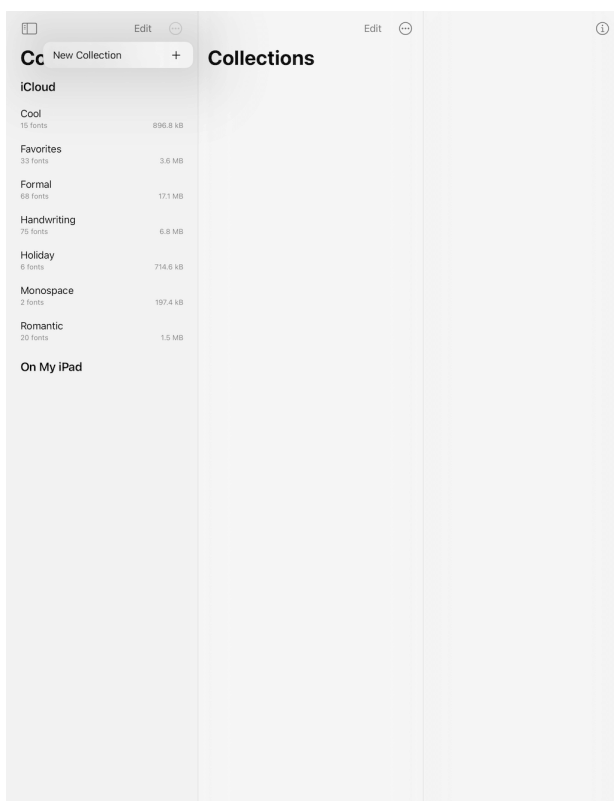 Edit
Edit
Co
New Collection +
Collections
iCloud
Cool
15 fonts 896.8 kB
Favorites
33 fonts 3.6 MB
Formal
68 fonts 17.1 MB
Handwriting
75 fonts 6.8 MB
Holiday
6 fonts 714.6 kB
Monospace
2 fonts 197.4 kB
Romantic
20 fonts 1.5 MB
On My iPad